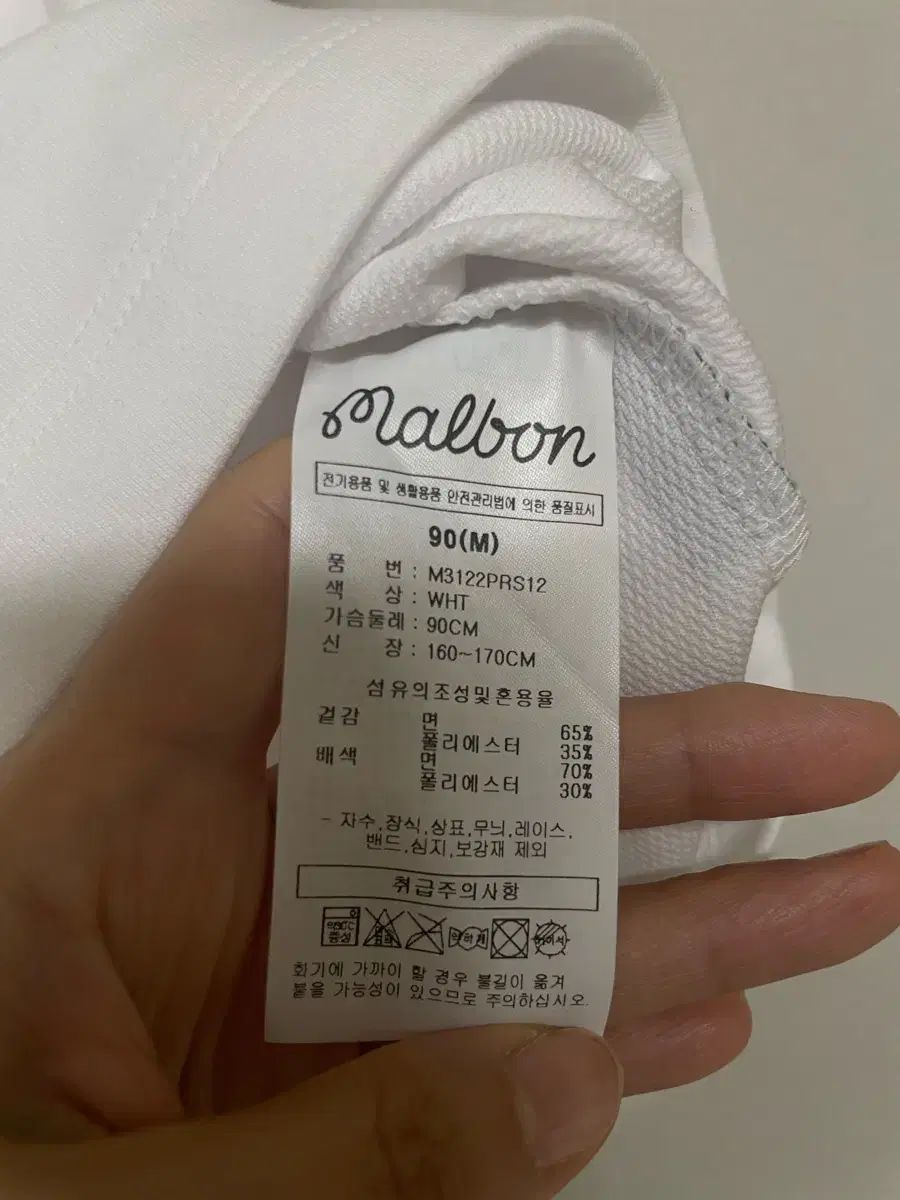 malbon
전기용품 및 생활용품 안전관리법에 의한 품질표시
90(M)
품 번 : M3122PRS12
색 상 : WHT
가슴둘레 : 90CM
신 장 : 160~170CM
섬유의조성및혼용율
겉감 면 65%
폴리에스터 35%
배색 면 70%
폴리에스터 30%
- 자수,장식,상표,무늬,레이스,
밴드,심지,보강재 제외
취급주의사항
중성 약하게
화기에 가까이 할 경우 불길이 옮겨
붙을 가능성이 있으므로 주의하십시오.